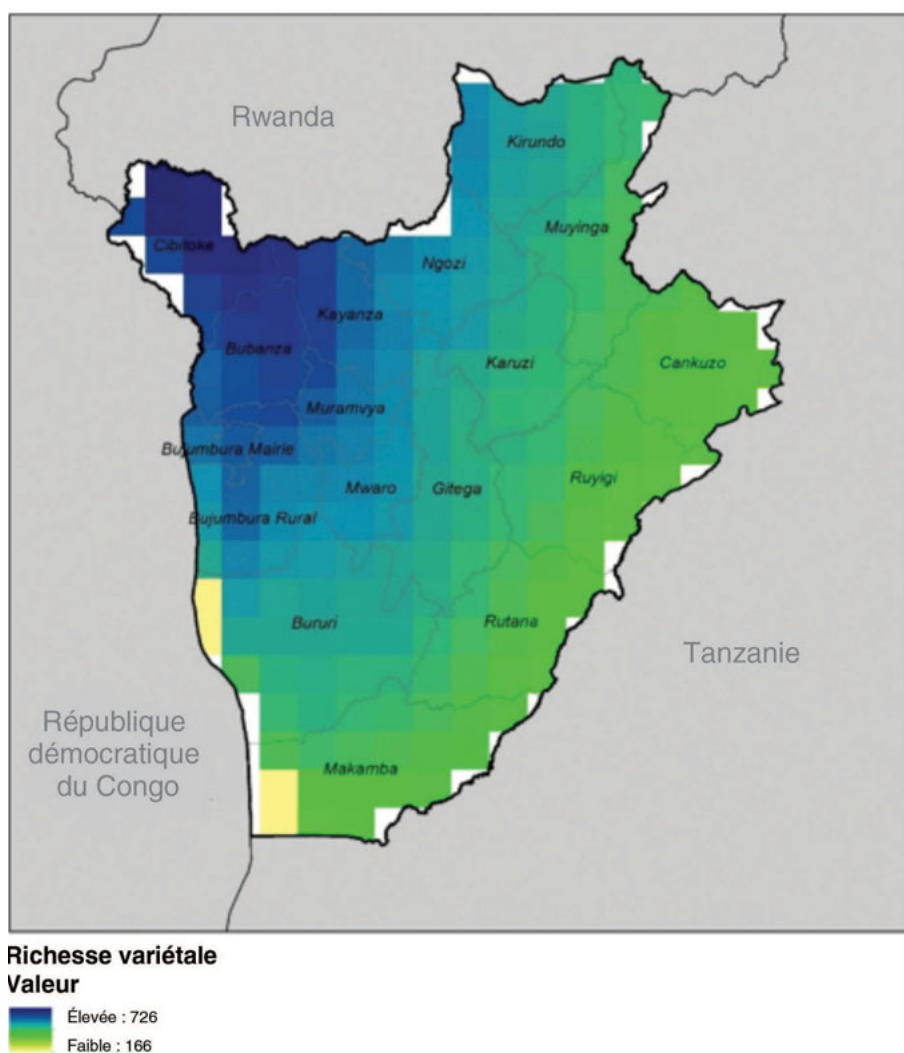 Rwanda
Kirundo
Muyinga
Cibitoke
Ngozi
Kayanza
Bubanza
Karuzi
Cankuzo
Muramvya
Bujumbura Mairie
Mwaro
Gitega
Ruyigi
Bujumbura Rural
Bururi
Rutana
Tanzanie
République
démocratique
du Congo
Makamba
Richesse variétale
Valeur
Élevée : 726
Faible : 166